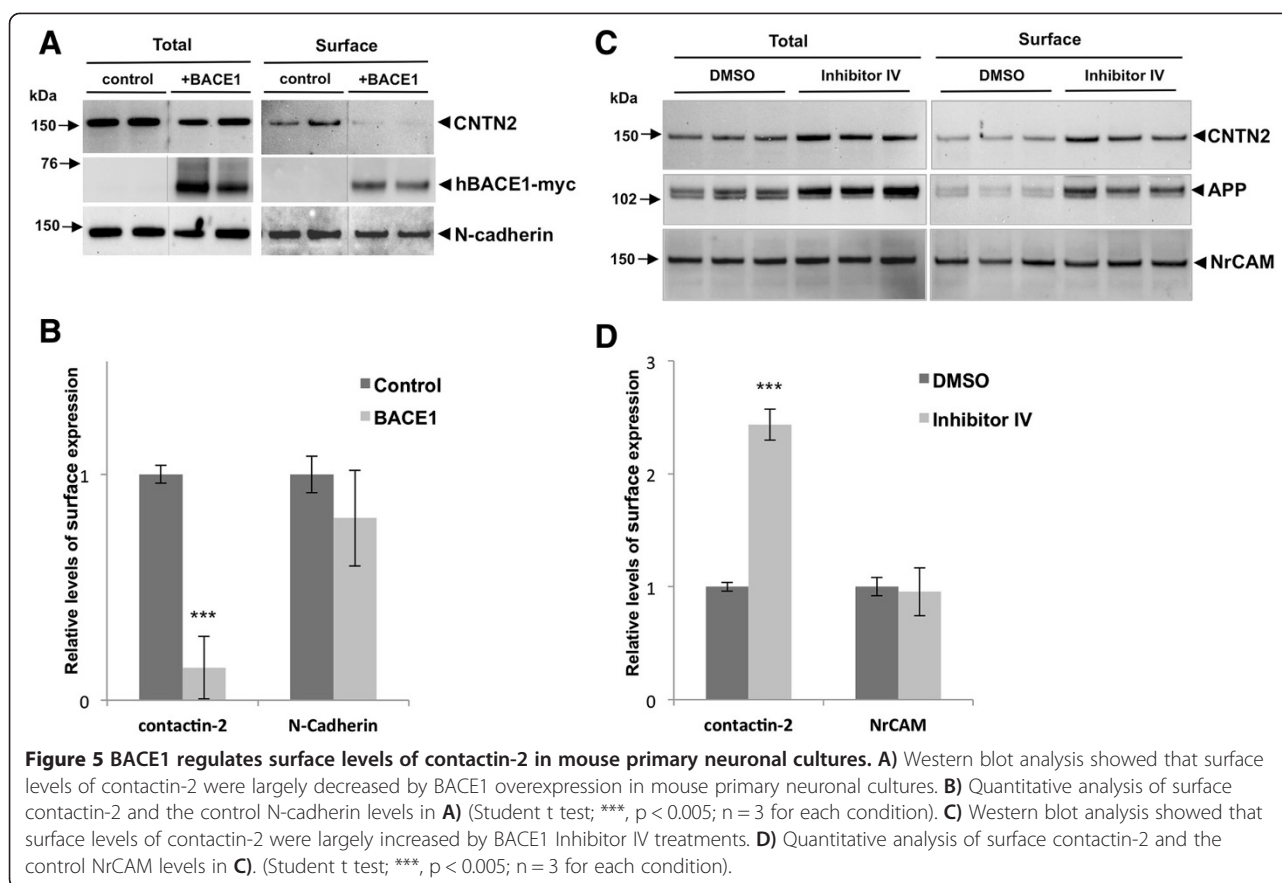 A
Total
Surface
control
+BACE1
control
+BACE1
kDa
150
CNTN2
76
hBACE1-myc
150
N-cadherin
C
Total
Surface
DMSO
Inhibitor IV
DMSO
Inhibitor IV
kDa
150
CNTN2
102
APP
150
NrCAM
B
Relative levels of surface expression
1
0
Control
BACE1
***
contactin-2
N-Cadherin
D
Relative levels of surface expression
3
2
1
0
DMSO
Inhibitor IV
***
contactin-2
NrCAM
Figure 5 BACE1 regulates surface levels of contactin-2 in mouse primary neuronal cultures. A) Western blot analysis showed that surface
levels of contactin-2 were largely decreased by BACE1 overexpression in mouse primary neuronal cultures. B) Quantitative analysis of surface
contactin-2 and the control N-cadherin levels in A) (Student t test; ***, p < 0.005; n = 3 for each condition). C) Western blot analysis showed that
surface levels of contactin-2 were largely increased by BACE1 Inhibitor IV treatments. D) Quantitative analysis of surface contactin-2 and the
control NrCAM levels in C). (Student t test; ***, p < 0.005; n = 3 for each condition).